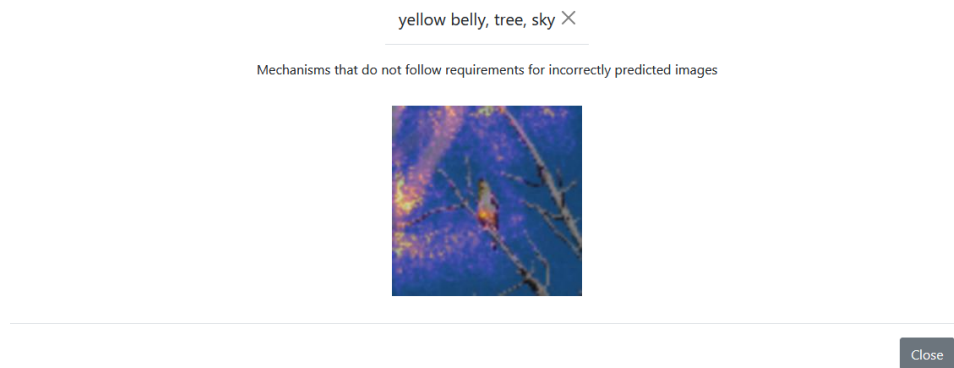 yellow belly, tree, sky ×
Mechanisms that do not follow requirements for incorrectly predicted images
Close